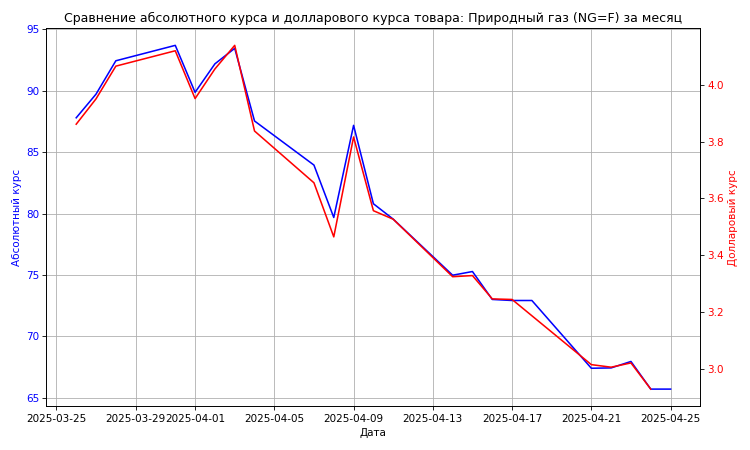 Сравнение абсолютного курса и долларового курса товара: Природный газ (NG=F) за месяц
95
90
85
80
75
70
65
4.0
3.8
3.6
3.4
3.2
3.0
Абсолютный курс
Долларовый курс
2025-03-25 2025-03-29 2025-04-01 2025-04-05 2025-04-09 2025-04-13 2025-04-17 2025-04-21 2025-04-25
Дата